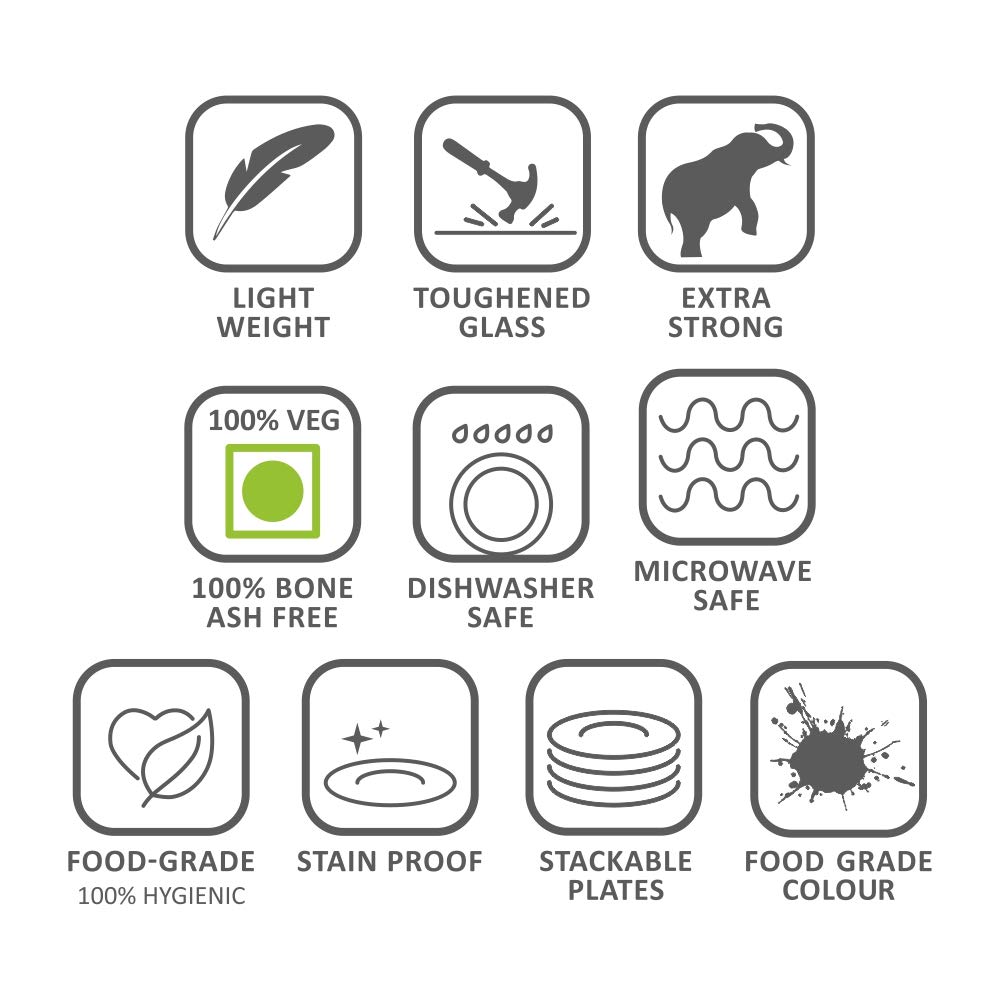 LIGHT
WEIGHT
TOUGHENED
GLASS
EXTRA
STRONG
100% VEG
100% BONE
ASH FREE
DISHWASHER
SAFE
MICROWAVE
SAFE
FOOD-GRADE
100% HYGIENIC
STAIN PROOF
STACKABLE
PLATES
FOOD GRADE
COLOUR